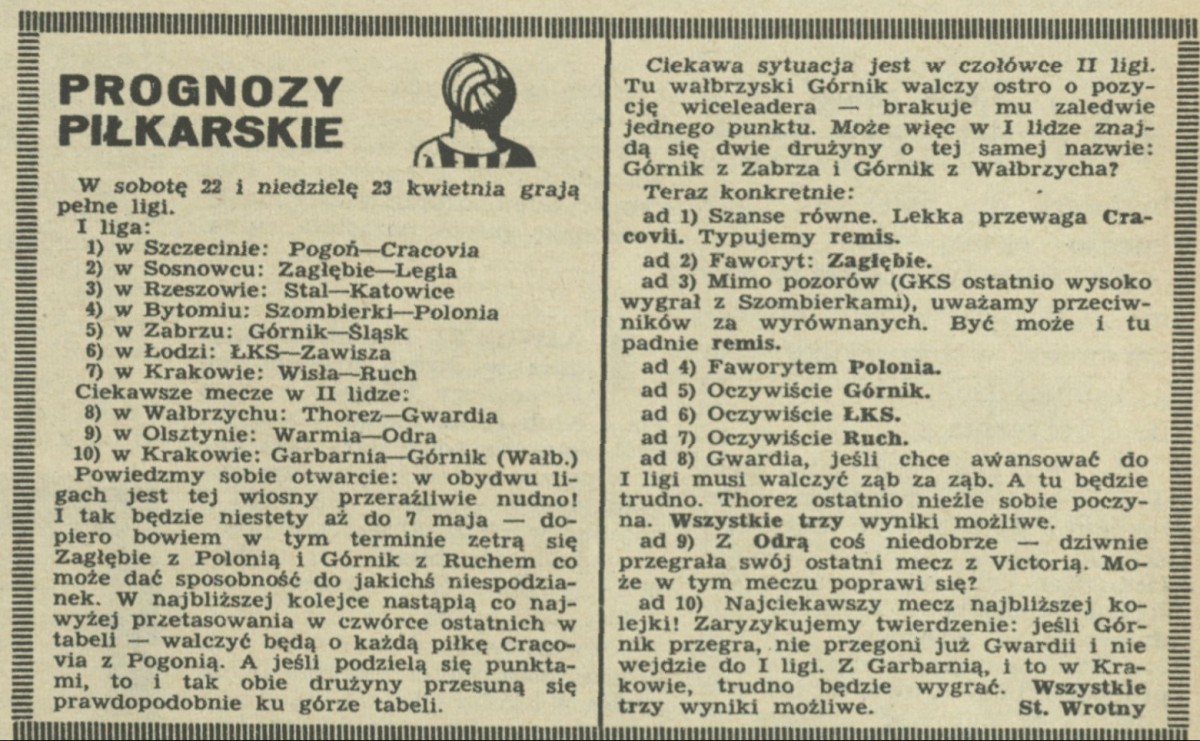 PROGNOZY
PIŁKARSKIE
W sobotę 22 i niedzielę 23 kwietnia grają
pełne ligi.
I liga:
1) w Szczecinie: Pogoń—Cracovia
2) w Sosnowcu: Zagłębie—Legia
3) w Rzeszowie: Stal—Katowice
4) w Bytomiu: Szombierki—Polonia
5) w Zabrzu: Górnik—Śląsk
6) w Łodzi: ŁKS—Zawisza
7) w Krakowie: Wisła—Ruch
Ciekawsze mecze w II lidze:
8) w Wałbrzychu: Thorez—Gwardia
9) w Olsztynie: Warmia—Odra
10) w Krakowie: Garbarnia—Górnik (Wałb.)
Powiedzmy sobie otwarcie: w obydwu li-
gach jest tej wiosny przeraźliwie nudno!
I tak będzie niestety aż do 7 maja — do-
piero bowiem w tym terminie zetrą się
Zagłębie z Polonią i Górnik z Ruchem co
może dać sposobność do jakichś niespodzia-
nek. W najbliższej kolejce nastąpią co naj-
wyżej przetasowania w czwórce ostatnich w
tabeli — walczyć będą o każdą piłkę Craco-
via z Pogonią. A jeśli podzielą się punkta-
mi, to i tak obie drużyny przesuną się
prawdopodobnie ku górze tabeli.
Ciekawa sytuacja jest w czołówce II ligi.
Tu wałbrzyski Górnik walczy ostro o pozy-
cję wiceleadera — brakuje mu zaledwie
jednego punktu. Może więc w I lidze znaj-
dą się dwie drużyny o tej samej nazwie:
Górnik z Zabrza i Górnik z Wałbrzycha?
Teraz konkretnie:
ad 1) Szanse równe. Lekka przewaga Cra-
covii. Typujemy remis.
ad 2) Faworyt: Zagłębie.
ad 3) Mimo pozorów (GKS ostatnio wysoko
wygrał z Szombierkami), uważamy przeciw-
ników za wyrównanych. Być może i tu
padnie remis.
ad 4) Faworytem Polonia.
ad 5) Oczywiście Górnik.
ad 6) Oczywiście ŁKS.
ad 7) Oczywiście Ruch.
ad 8) Gwardia, jeśli chce awansować do
I ligi musi walczyć ząb za ząb. A tu będzie
trudno. Thorez ostatnio nieźle sobie poczy-
na. Wszystkie trzy wyniki możliwe.
ad 9) Z Odrą coś niedobrze — dziwnie
przegrała swój ostatni mecz z Victorią. Mo-
że w tym meczu poprawi się?
ad 10) Najciekawszy mecz najbliższej ko-
lejki! Zaryzykujemy twierdzenie: jeśli Gór-
nik przegra, nie przegoni już Gwardii i nie
wejdzie do I ligi. Z Garbarnią, i to w Kra-
kowie, trudno będzie wygrać. Wszystkie
trzy wyniki możliwe. St. Wrotny